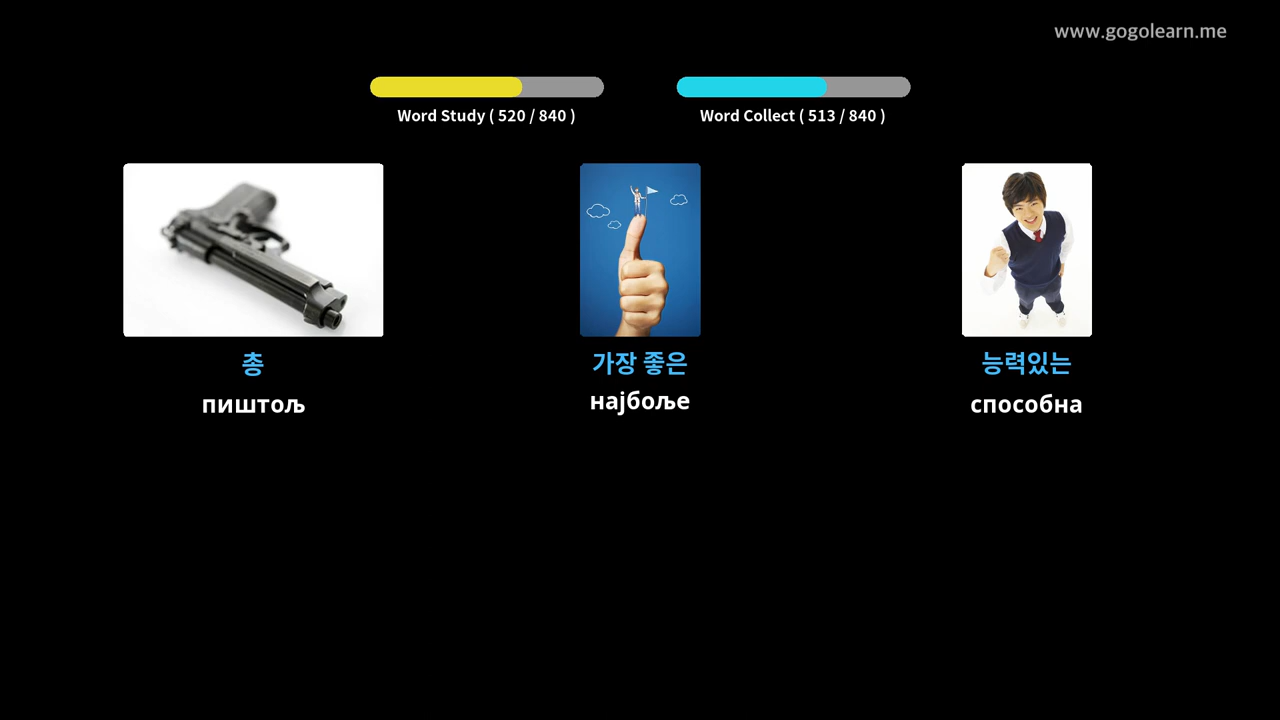 www.gogolearn.me
Word Study ( 520 / 840 )
Word Collect ( 513 / 840 )
총
가장 좋은
능력있는
пиштољ
најбоље
способна